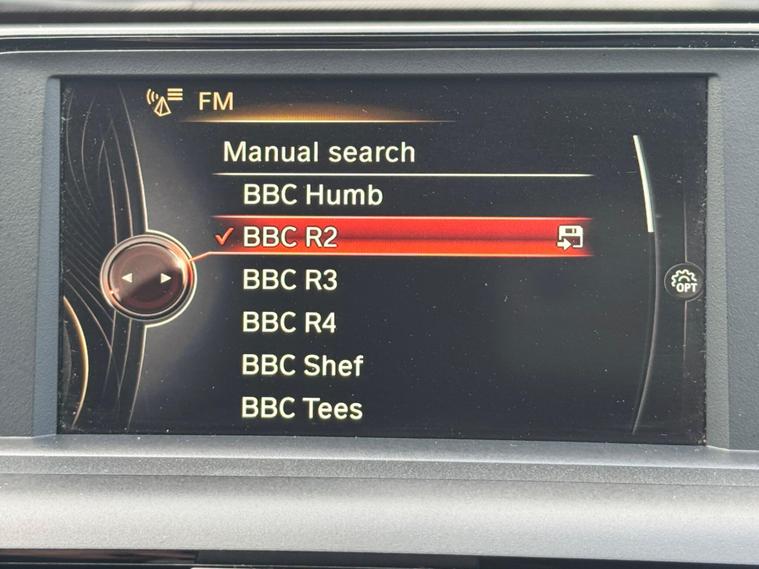 FM
Manual search
BBC Humb
BBC R2
BBC R3
OPT
BBC R4
BBC Shef
BBC Tees